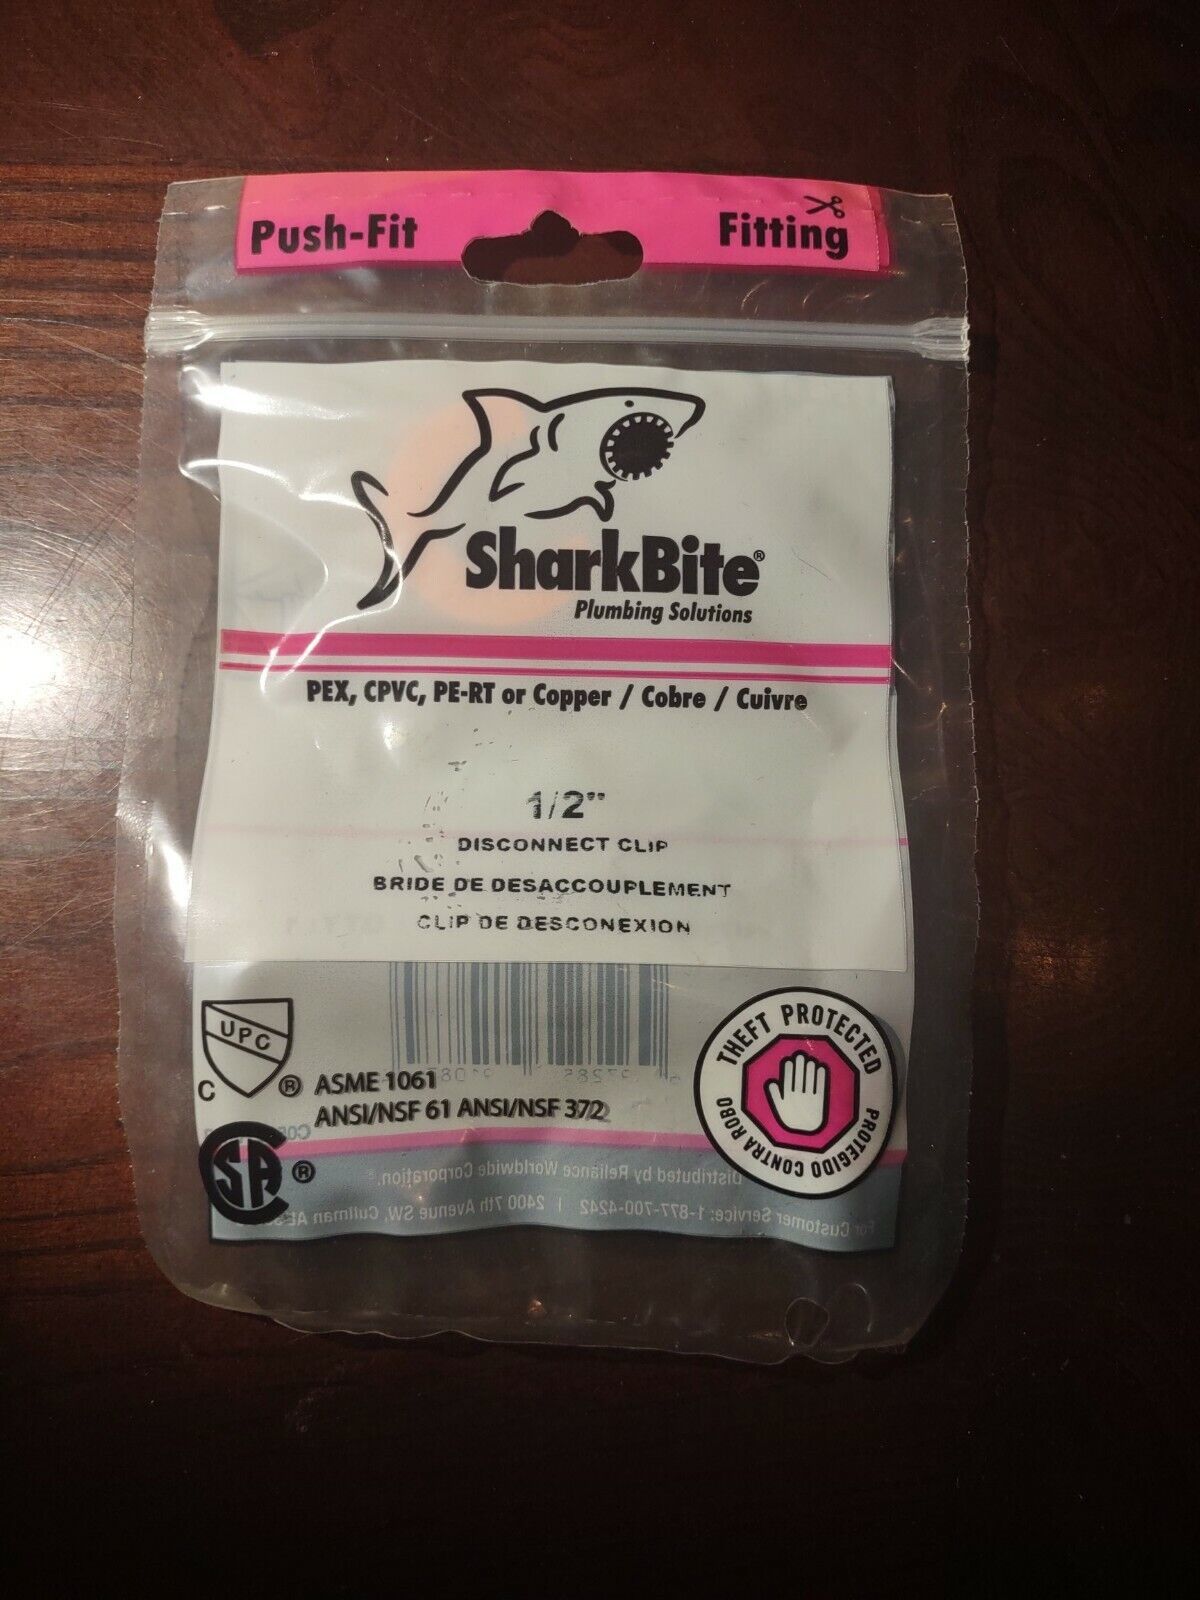 Push-Fit Fitting
SharkBite®
Plumbing Solutions
PEX, CPVC, PE-RT or Copper / Cobre / Cuivre
1/2"
DISCONNECT CLIP
BRIDE DE DESACCOUPLEMENT
CLIP DE DESCONEXION
THEFT PROTECTED
PROTEGIDO CONTRA ROBO
UPC
C ®
ASME 1061
ANSI/NSF 61 ANSI/NSF 372
SA ®
Distributed by Reliance Worldwide Corporation.
For Customer Service: 1-877-700-4242 | 2400 7th Avenue SW, Cullman